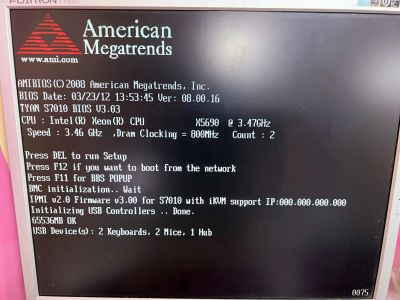 FLATRON
American
Megatrends
www.ami.com
AMIBIOS(C)2008 American Megatrends, Inc.
BIOS Date: 03/23/12 13:53:45 Ver: 08.00.16
TYAN S7010 BIOS V3.03
CPU : Intel(R) Xeon(R) CPU X5690 @ 3.47GHz
Speed : 3.46 GHz ,Dram Clocking = 800MHz Count : 2
Press DEL to run Setup
Press F12 if you want to boot from the network
Press F11 for BBS POPUP
BMC initialization.. Wait
IPMI v2.0 Firmware v3.00 for S7010 with iKVM support IP:000.000.000.000
Initializing USB Controllers .. Done.
65536MB OK
USB Device(s): 2 Keyboards, 2 Mice, 1 Hub
0075